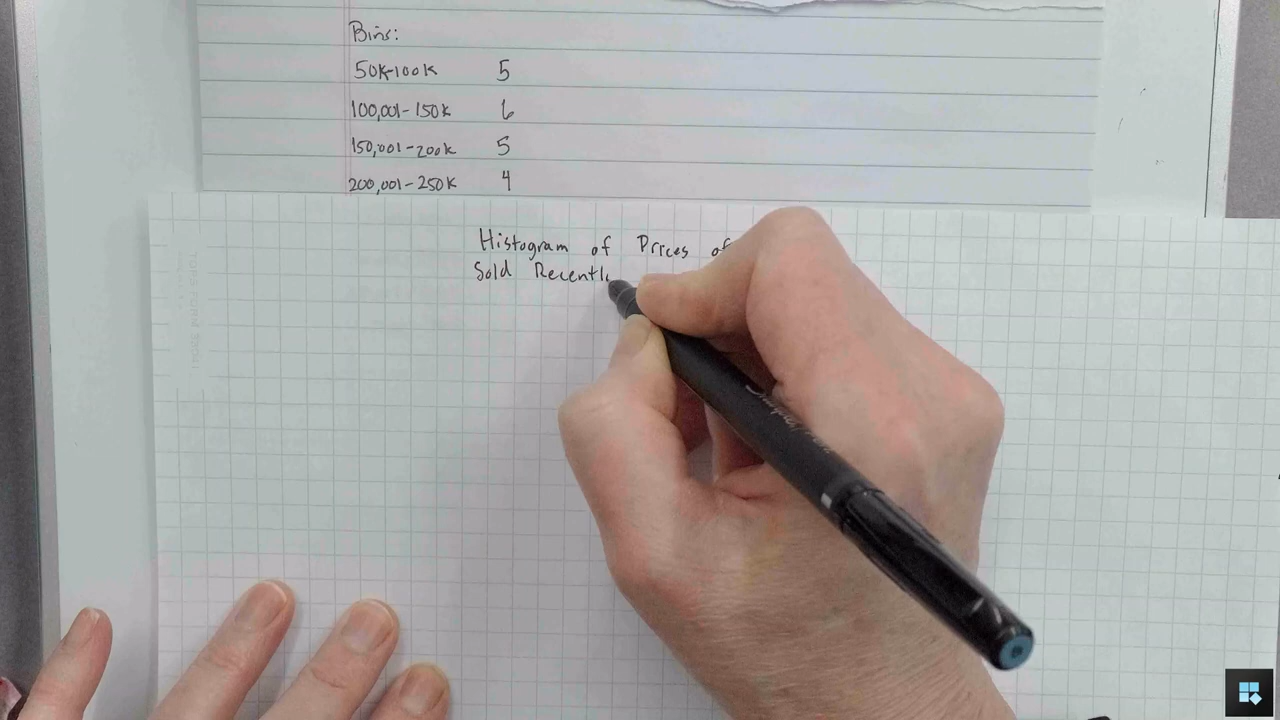 Bins:
50K-100K 5
100,001-150K 6
150,001-200K 5
200,001-250K 4
Histogram of Prices of
Sold Recently